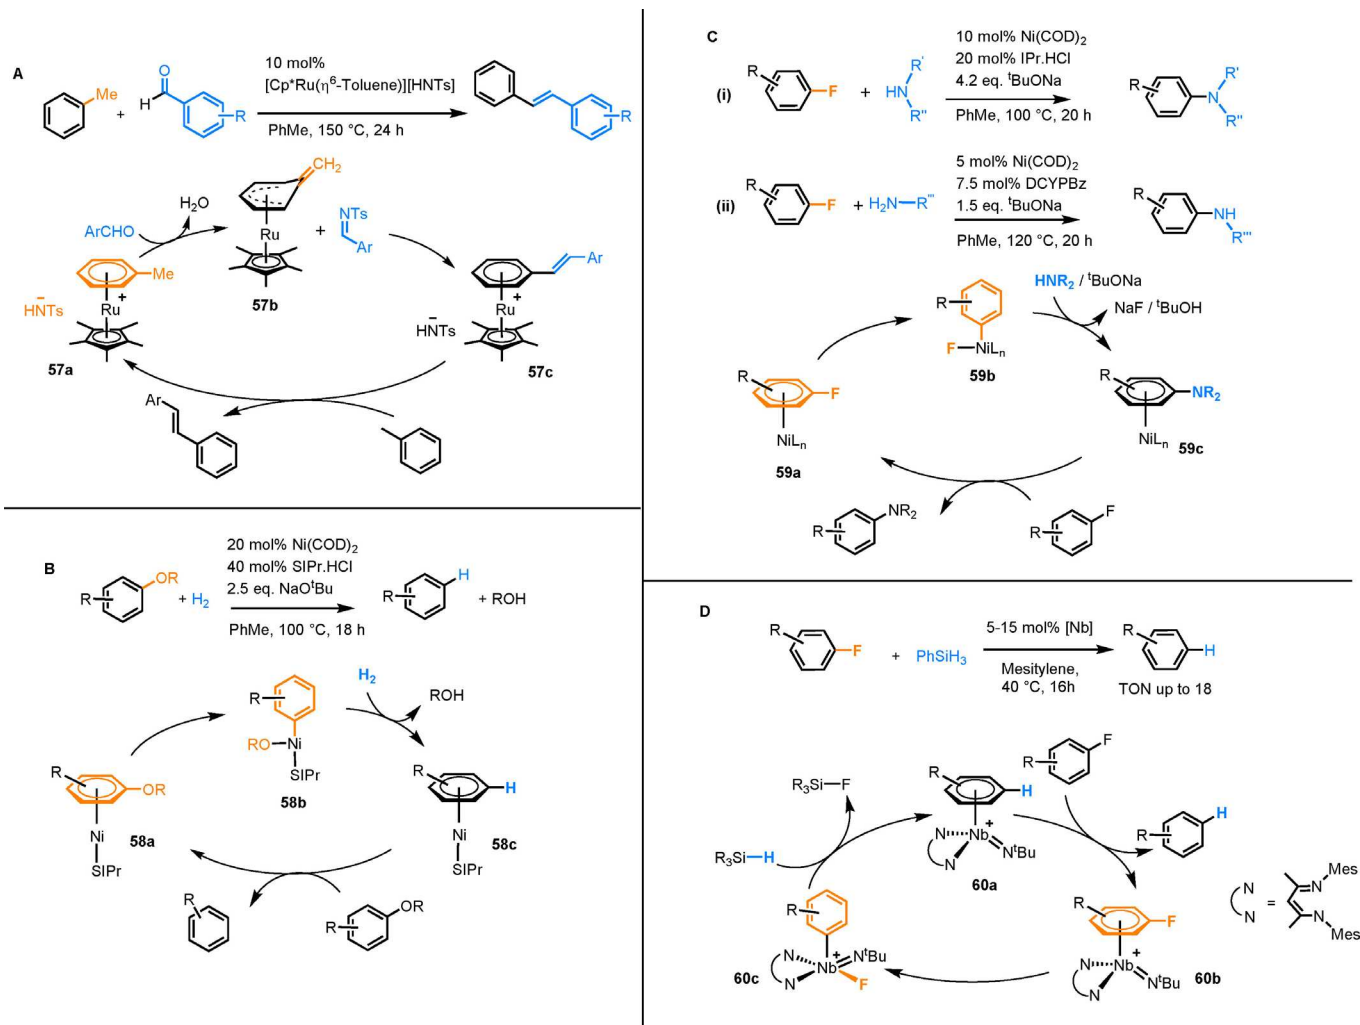 A
Me
+
O
H
R
10 mol%
[Cp*Ru(η⁶-Toluene)][HNTs]
PhMe, 150 °C, 24 h
R
H₂O
ArCHO
CH₂
Ru
57b
+
NTs
Ar
Me
+
Ru
HNTs
−
57a
Ar
+
Ru
HNTs
−
57c
Ar
B
R
OR
+ H₂
20 mol% Ni(COD)₂
40 mol% SIPr.HCl
2.5 eq. NaOᵗBu
PhMe, 100 °C, 18 h
R
H
+ ROH
R
RO
Ni
SIPr
58b
H₂
ROH
R
OR
Ni
SIPr
58a
R
H
Ni
SIPr
58c
R
R
OR
C
(i)
R
F
+
R'
HN
R"
10 mol% Ni(COD)₂
20 mol% IPr.HCl
4.2 eq. ᵗBuONa
PhMe, 100 °C, 20 h
R
N
R'
R"
(ii)
R
F
+ H₂N
R'''
5 mol% Ni(COD)₂
7.5 mol% DCYPBz
1.5 eq. ᵗBuONa
PhMe, 120 °C, 20 h
R
NH
R'''
R
F
NiLₙ
59b
HNR₂ / ᵗBuONa
NaF / ᵗBuOH
R
F
NiLₙ
59a
R
NR₂
NiLₙ
59c
R
NR₂
R
F
D
R
F
+
PhSiH₃
5-15 mol% [Nb]
Mesitylene,
40 °C, 16h
R
H
TON up to 18
R₃Si
F
R₃Si
H
R
H
+
N
N
Nb
NᵗBu
60a
R
F
R
H
R
+
N
N
Nb
NᵗBu
F
60c
R
F
+
N
N
Nb
NᵗBu
60b
N
N
=
N
Mes
N
Mes